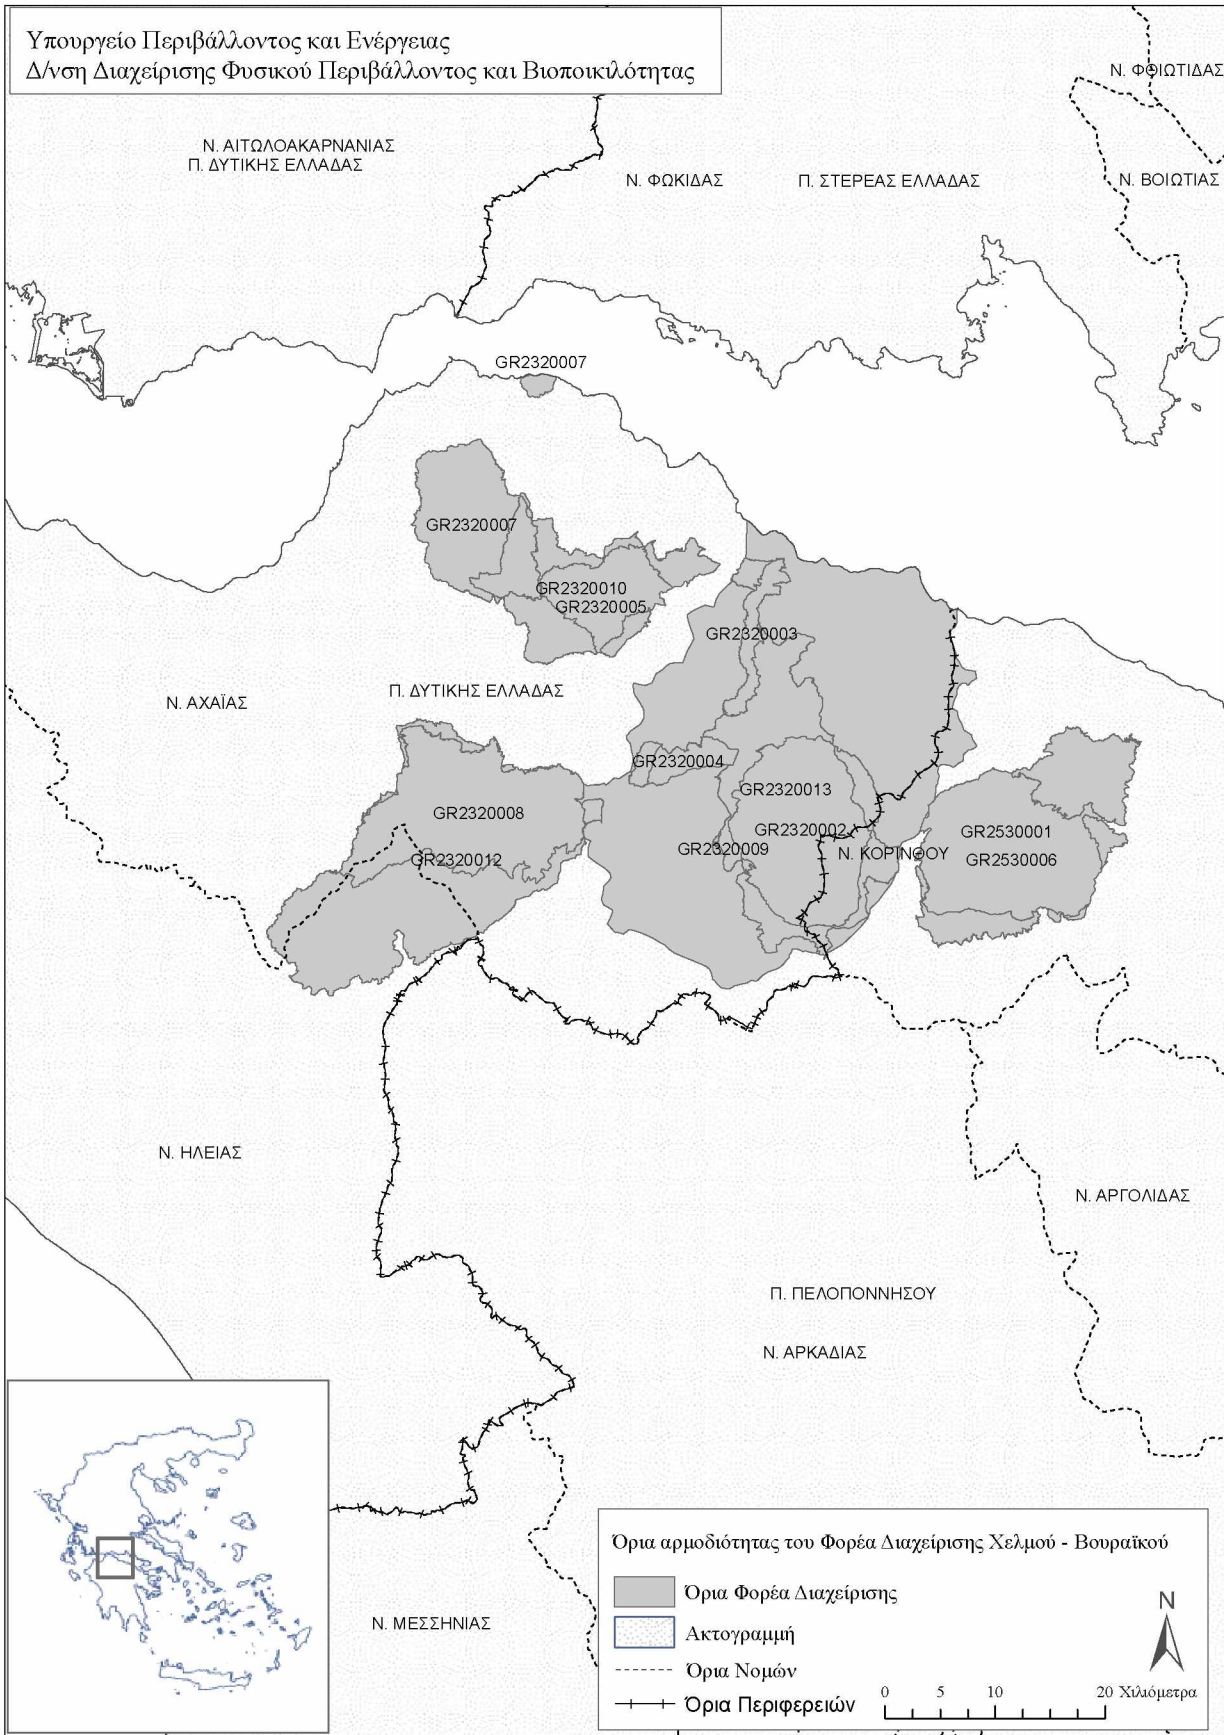 Υπουργείο Περιβάλλοντος και Ενέργειας
Δ/νση Διαχείρισης Φυσικού Περιβάλλοντος και Βιοποικιλότητας
Ν. ΦΘΙΩΤΙΔΑΣ
Ν. ΑΙΤΩΛΟΑΚΑΡΝΑΝΙΑΣ
Π. ΔΥΤΙΚΗΣ ΕΛΛΑΔΑΣ
Ν. ΦΩΚΙΔΑΣ
Π. ΣΤΕΡΕΑΣ ΕΛΛΑΔΑΣ
Ν. ΒΟΙΩΤΙΑΣ
GR2320007
GR2320007
GR2320010
GR2320005
GR2320003
Π. ΔΥΤΙΚΗΣ ΕΛΛΑΔΑΣ
Ν. ΑΧΑΪΑΣ
GR2320004
GR2320013
GR2320008
GR2320002
GR2530001
GR2320009
Ν. ΚΟΡΙΝΘΟΥ
GR2320012
GR2530006
Ν. ΗΛΕΙΑΣ
Ν. ΑΡΓΟΛΙΔΑΣ
Π. ΠΕΛΟΠΟΝΝΗΣΟΥ
Ν. ΑΡΚΑΔΙΑΣ
Ν. ΜΕΣΣΗΝΙΑΣ
Όρια αρμοδιότητας του Φορέα Διαχείρισης Χελμού - Βουραϊκού
Όρια Φορέα Διαχείρισης
Ακτογραμμή
Όρια Νομών
Όρια Περιφερειών
N
0 5 10 20 Χιλιόμετρα